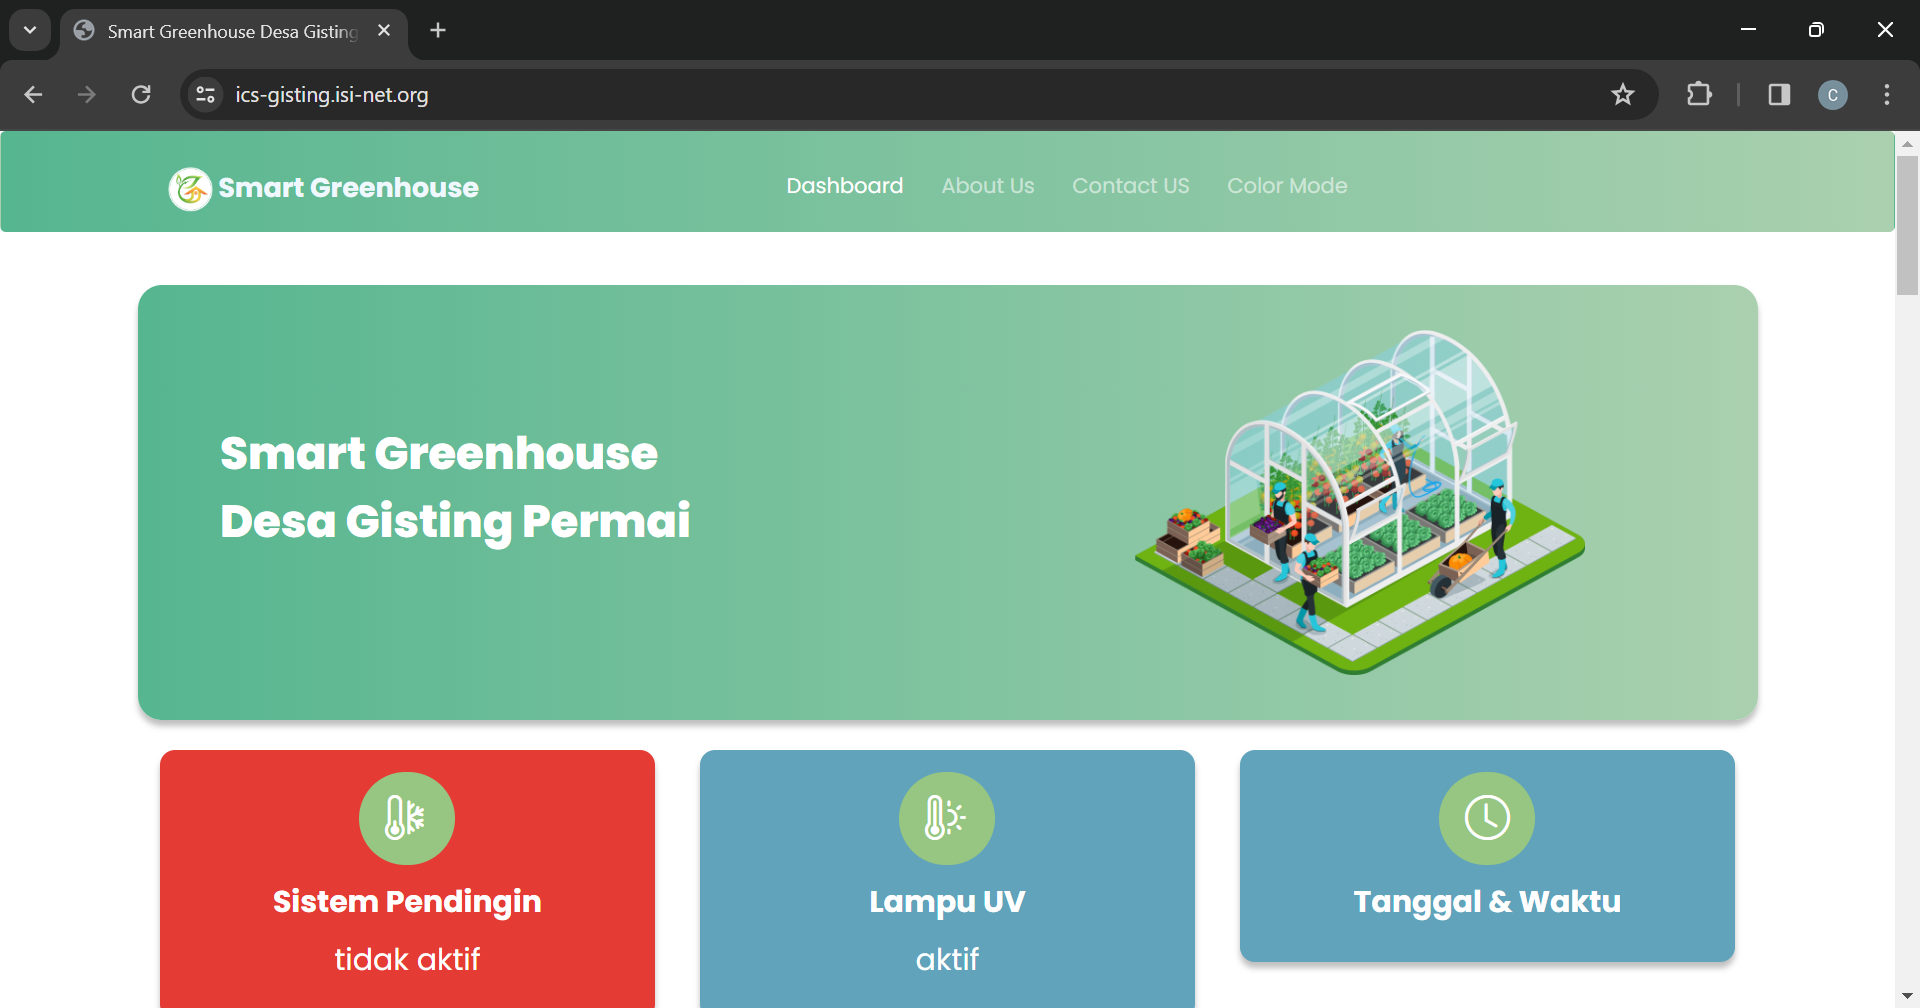 Smart Greenhouse Desa Gisting
ics-gisting.isi-net.org
C
Smart Greenhouse
Dashboard
About Us
Contact US
Color Mode
Smart Greenhouse
Desa Gisting Permai
Sistem Pendingin
tidak aktif
Lampu UV
aktif
Tanggal & Waktu